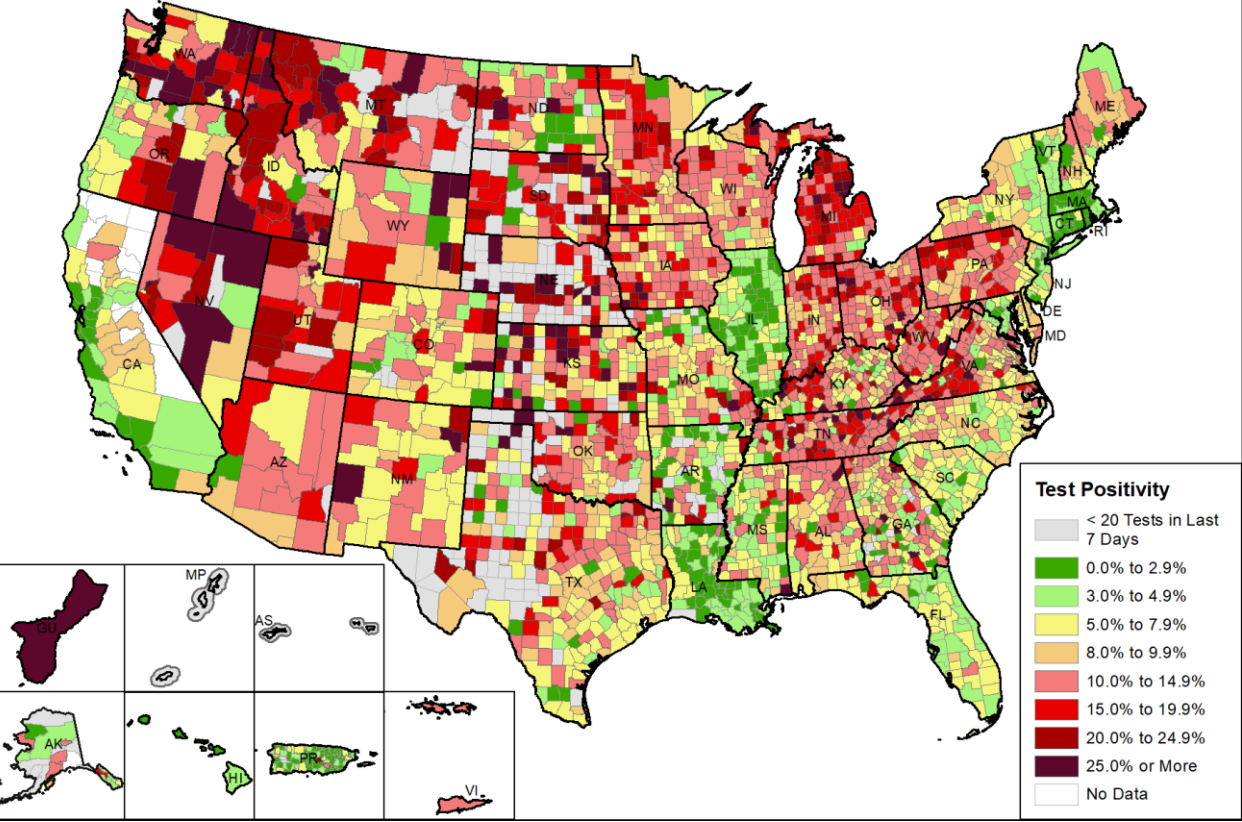 WA
MT
ND
MN
ME
OR
ID
SD
WI
VT
NH
NY
MA
WY
MI
CT
RI
IA
PA
NE
NV
NJ
UT
OH
IL
IN
DE
CO
WV
MD
CA
KS
VA
MO
KY
NC
TN
OK
AZ
AR
SC
NM
GA
MS
AL
TX
LA
FL
MP
GU
AS
AK
HI
PR
VI
Test Positivity
< 20 Tests in Last
7 Days
0.0% to 2.9%
3.0% to 4.9%
5.0% to 7.9%
8.0% to 9.9%
10.0% to 14.9%
15.0% to 19.9%
20.0% to 24.9%
25.0% or More
No Data